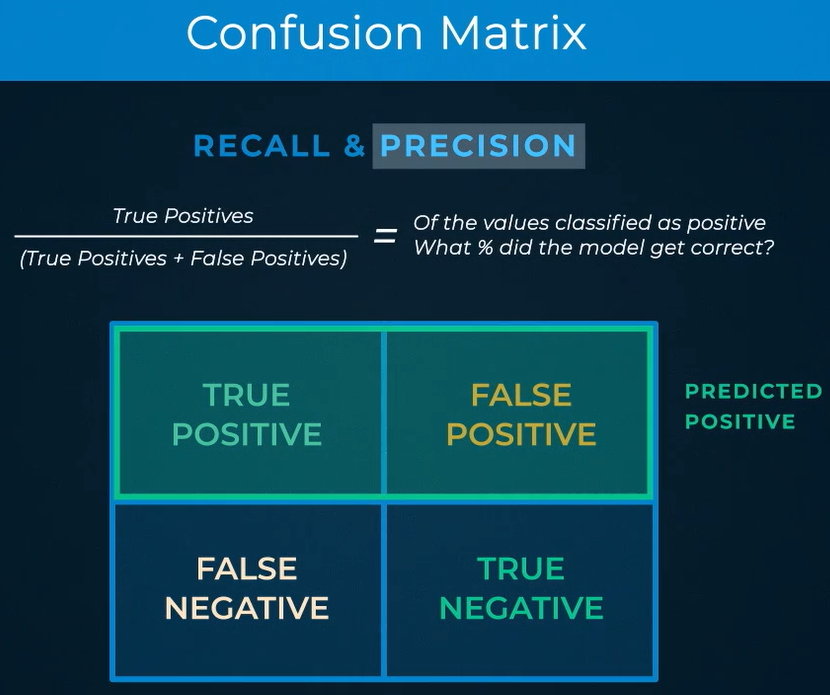 Confusion Matrix
RECALL & PRECISION
True Positives
(True Positives + False Positives)
=
Of the values classified as positive
What % did the model get correct?
TRUE
POSITIVE
FALSE
POSITIVE
PREDICTED
POSITIVE
FALSE
NEGATIVE
TRUE
NEGATIVE